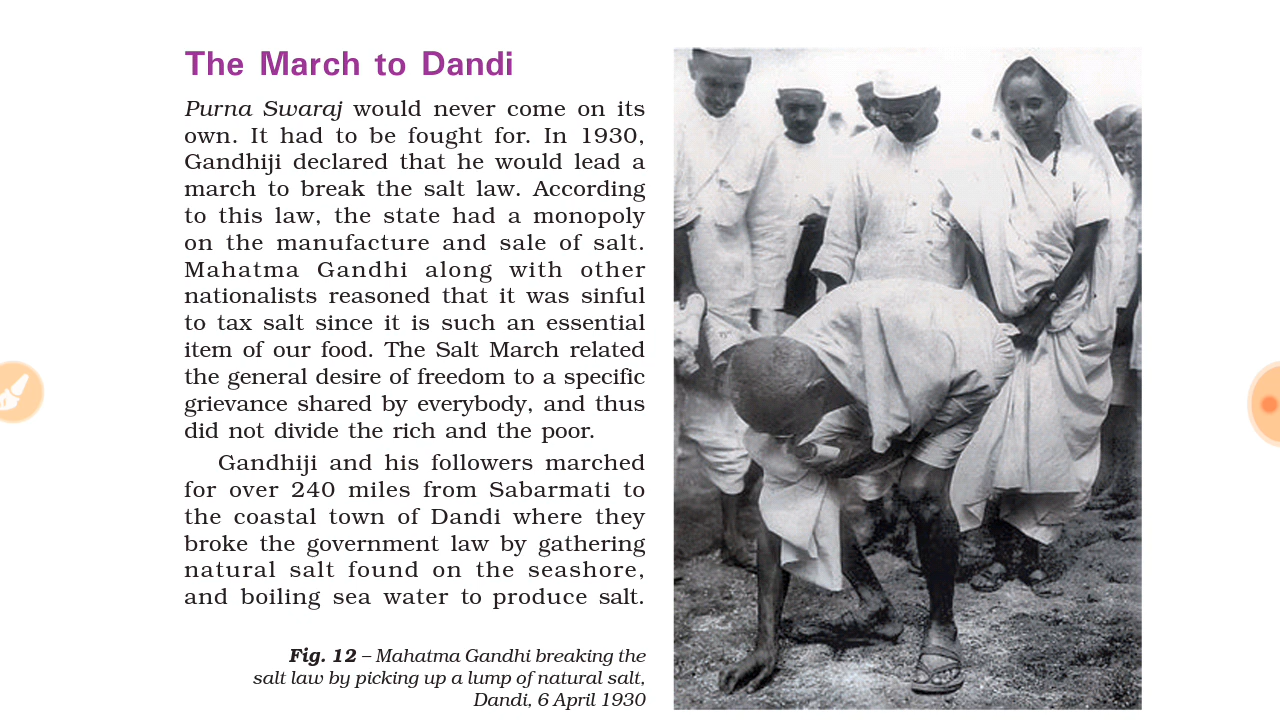 The March to Dandi
Purna Swaraj would never come on its
own. It had to be fought for. In 1930,
Gandhiji declared that he would lead a
march to break the salt law. According
to this law, the state had a monopoly
on the manufacture and sale of salt.
Mahatma Gandhi along with other
nationalists reasoned that it was sinful
to tax salt since it is such an essential
item of our food. The Salt March related
the general desire of freedom to a specific
grievance shared by everybody, and thus
did not divide the rich and the poor.
Gandhiji and his followers marched
for over 240 miles from Sabarmati to
the coastal town of Dandi where they
broke the government law by gathering
natural salt found on the seashore,
and boiling sea water to produce salt.
Fig. 12 – Mahatma Gandhi breaking the
salt law by picking up a lump of natural salt,
Dandi, 6 April 1930